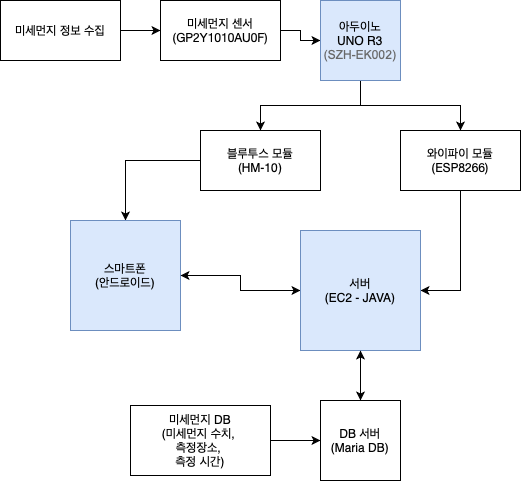 미세먼지 정보 수집
미세먼지 센서
(GP2Y1010AU0F)
아두이노
UNO R3
(SZH-EK002)
블루투스 모듈
(HM-10)
와이파이 모듈
(ESP8266)
스마트폰
(안드로이드)
서버
(EC2 - JAVA)
미세먼지 DB
(미세먼지 수치,
측정장소,
측정 시간)
DB 서버
(Maria DB)